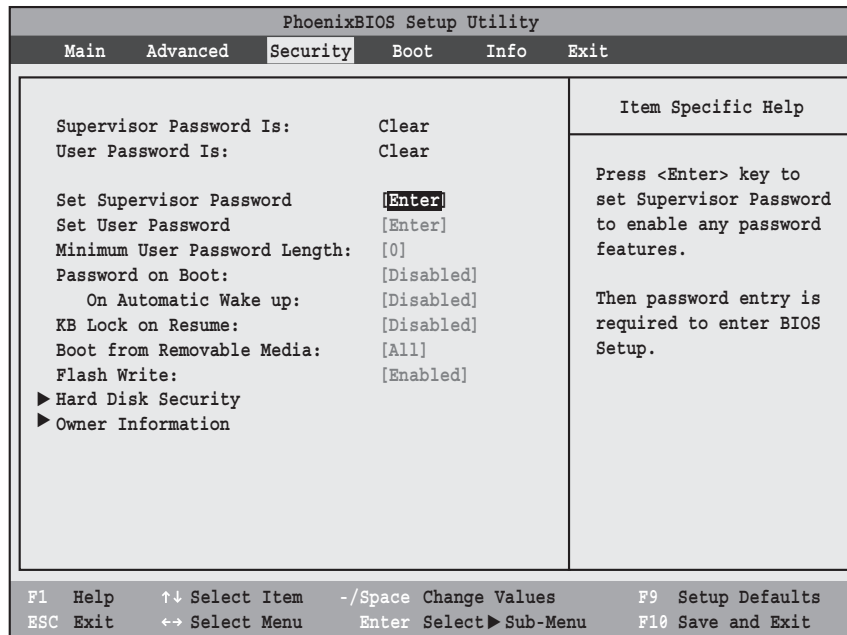 PhoenixBIOS Setup Utility
Main Advanced Security Boot Info Exit
Supervisor Password Is: Clear
User Password Is: Clear
Set Supervisor Password [Enter]
Set User Password [Enter]
Minimum User Password Length: [0]
Password on Boot: [Disabled]
On Automatic Wake up: [Disabled]
KB Lock on Resume: [Disabled]
Boot from Removable Media: [All]
Flash Write: [Enabled]
▶ Hard Disk Security
▶ Owner Information
Item Specific Help
Press <Enter> key to
set Supervisor Password
to enable any password
features.
Then password entry is
required to enter BIOS
Setup.
F1 Help ↑↓ Select Item -/Space Change Values F9 Setup Defaults
ESC Exit ←→ Select Menu Enter Select ▶ Sub-Menu F10 Save and Exit